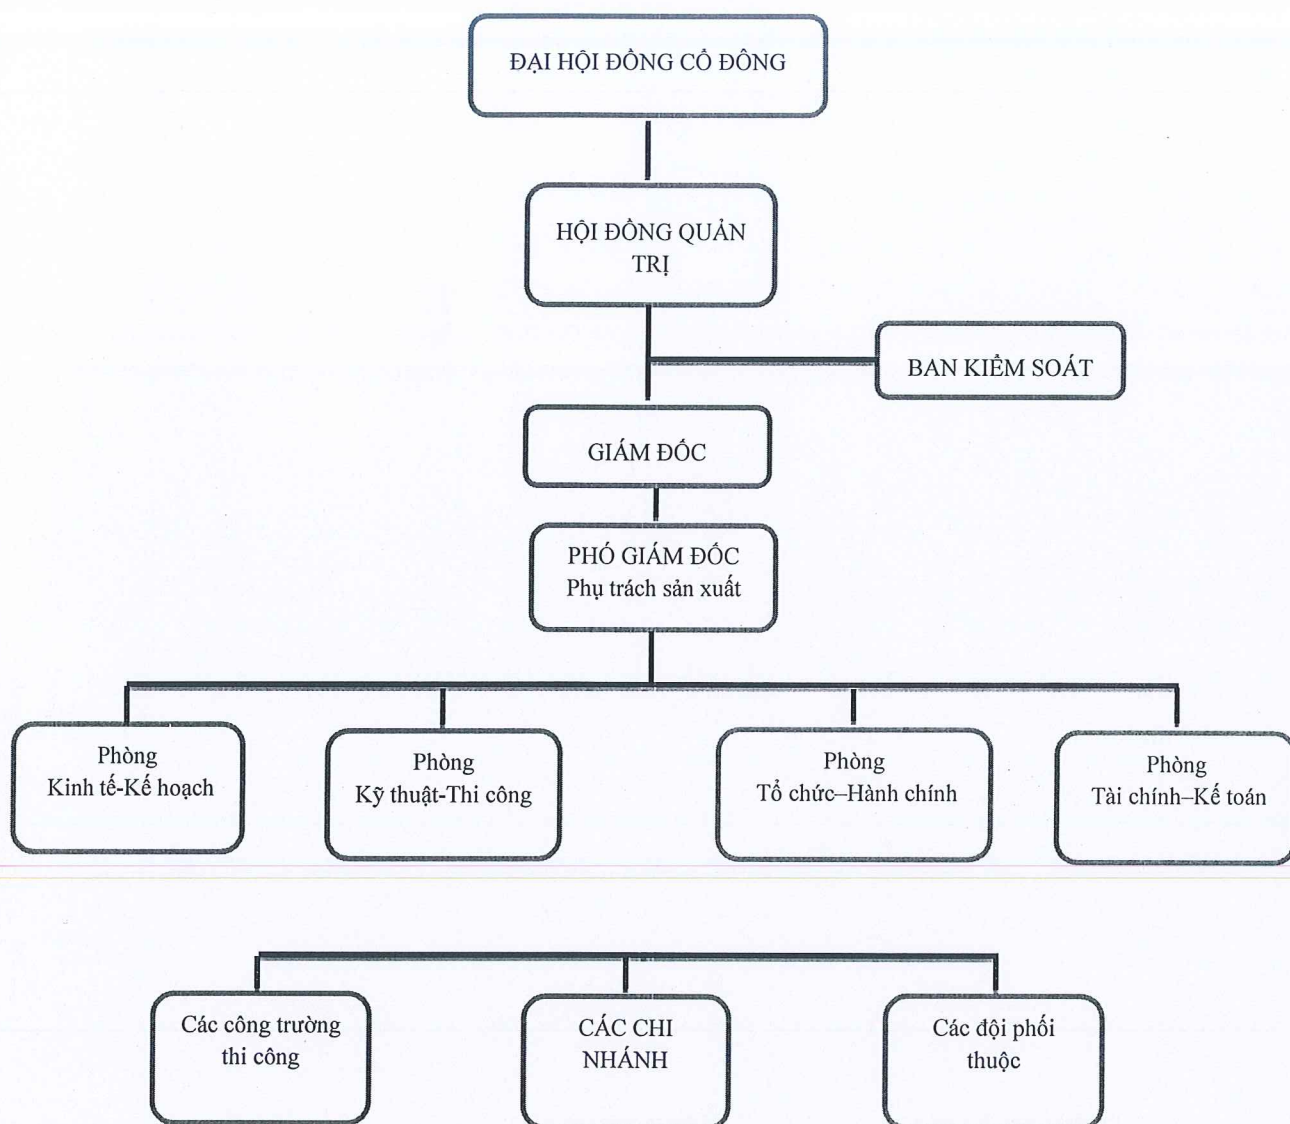 ĐẠI HỘI ĐỒNG CỔ ĐÔNG
HỘI ĐỒNG QUẢN
TRỊ
BAN KIỂM SOÁT
GIÁM ĐỐC
PHÓ GIÁM ĐỐC
Phụ trách sản xuất
Phòng
Kinh tế-Kế hoạch
Phòng
Kỹ thuật-Thi công
Phòng
Tổ chức–Hành chính
Phòng
Tài chính–Kế toán
Các công trường
thi công
CÁC CHI
NHÁNH
Các đội phối
thuộc